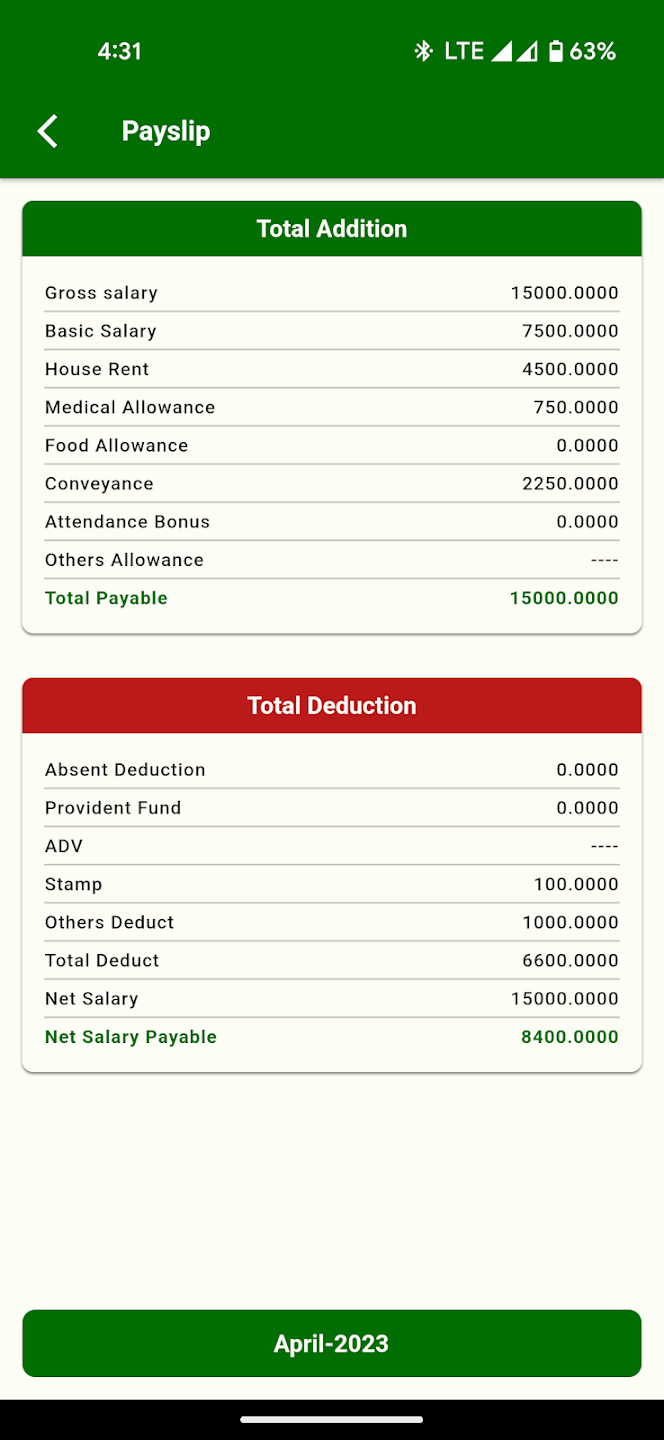 4:31 LTE 63%
Payslip
Total Addition
Gross salary 15000.0000
Basic Salary 7500.0000
House Rent 4500.0000
Medical Allowance 750.0000
Food Allowance 0.0000
Conveyance 2250.0000
Attendance Bonus 0.0000
Others Allowance ----
Total Payable 15000.0000
Total Deduction
Absent Deduction 0.0000
Provident Fund 0.0000
ADV ----
Stamp 100.0000
Others Deduct 1000.0000
Total Deduct 6600.0000
Net Salary 15000.0000
Net Salary Payable 8400.0000
April-2023